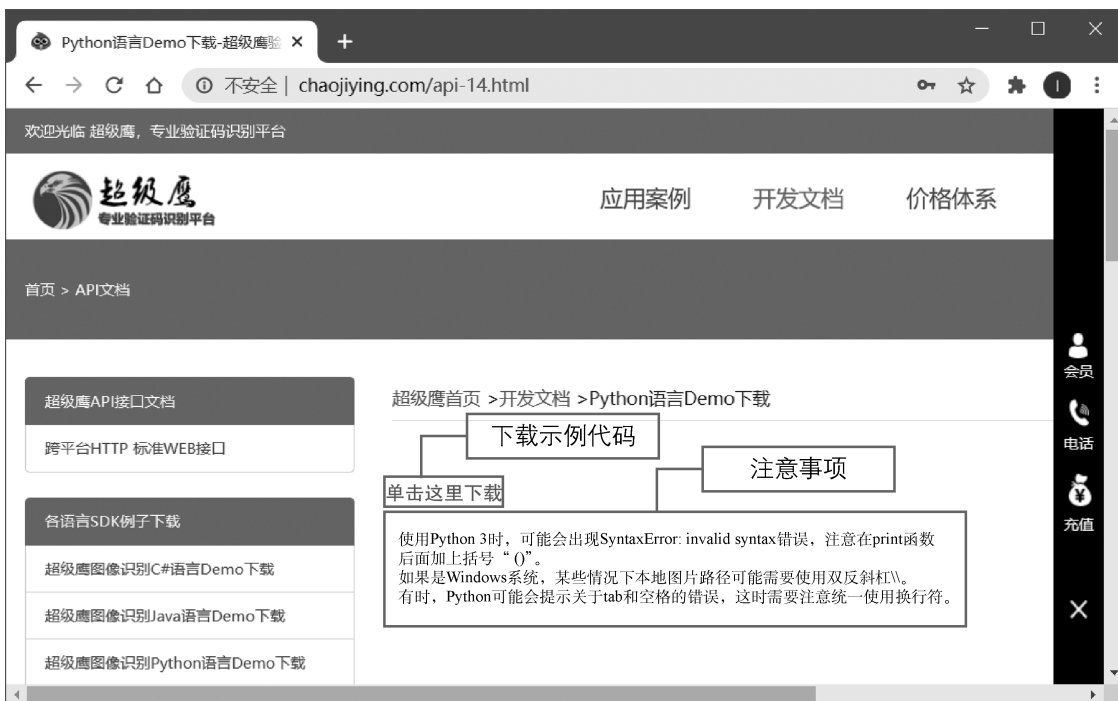 Python语言Demo下载-超级鹰验
不安全 | chaojiying.com/api-14.html
欢迎光临 超级鹰，专业验证码识别平台
超级鹰
专业验证码识别平台
应用案例 开发文档 价格体系
首页 > API文档
会员
电话
充值
超级鹰API接口文档
跨平台HTTP 标准WEB接口
各语言SDK例子下载
超级鹰图像识别C#语言Demo下载
超级鹰图像识别Java语言Demo下载
超级鹰图像识别Python语言Demo下载
超级鹰首页 >开发文档 >Python语言Demo下载
下载示例代码
注意事项
单击这里下载
使用Python 3时，可能会出现SyntaxError: invalid syntax错误，注意在print函数
后面加上括号“ ()”。
如果是Windows系统，某些情况下本地图片路径可能需要使用双反斜杠\\。
有时，Python可能会提示关于tab和空格的错误，这时需要注意统一使用换行符。